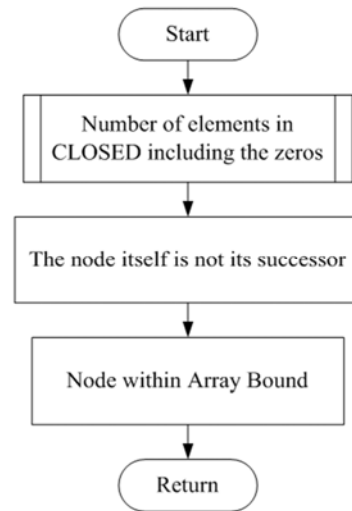 Start
Number of elements in
CLOSED including the zeros
The node itself is not its successor
Node within Array Bound
Return